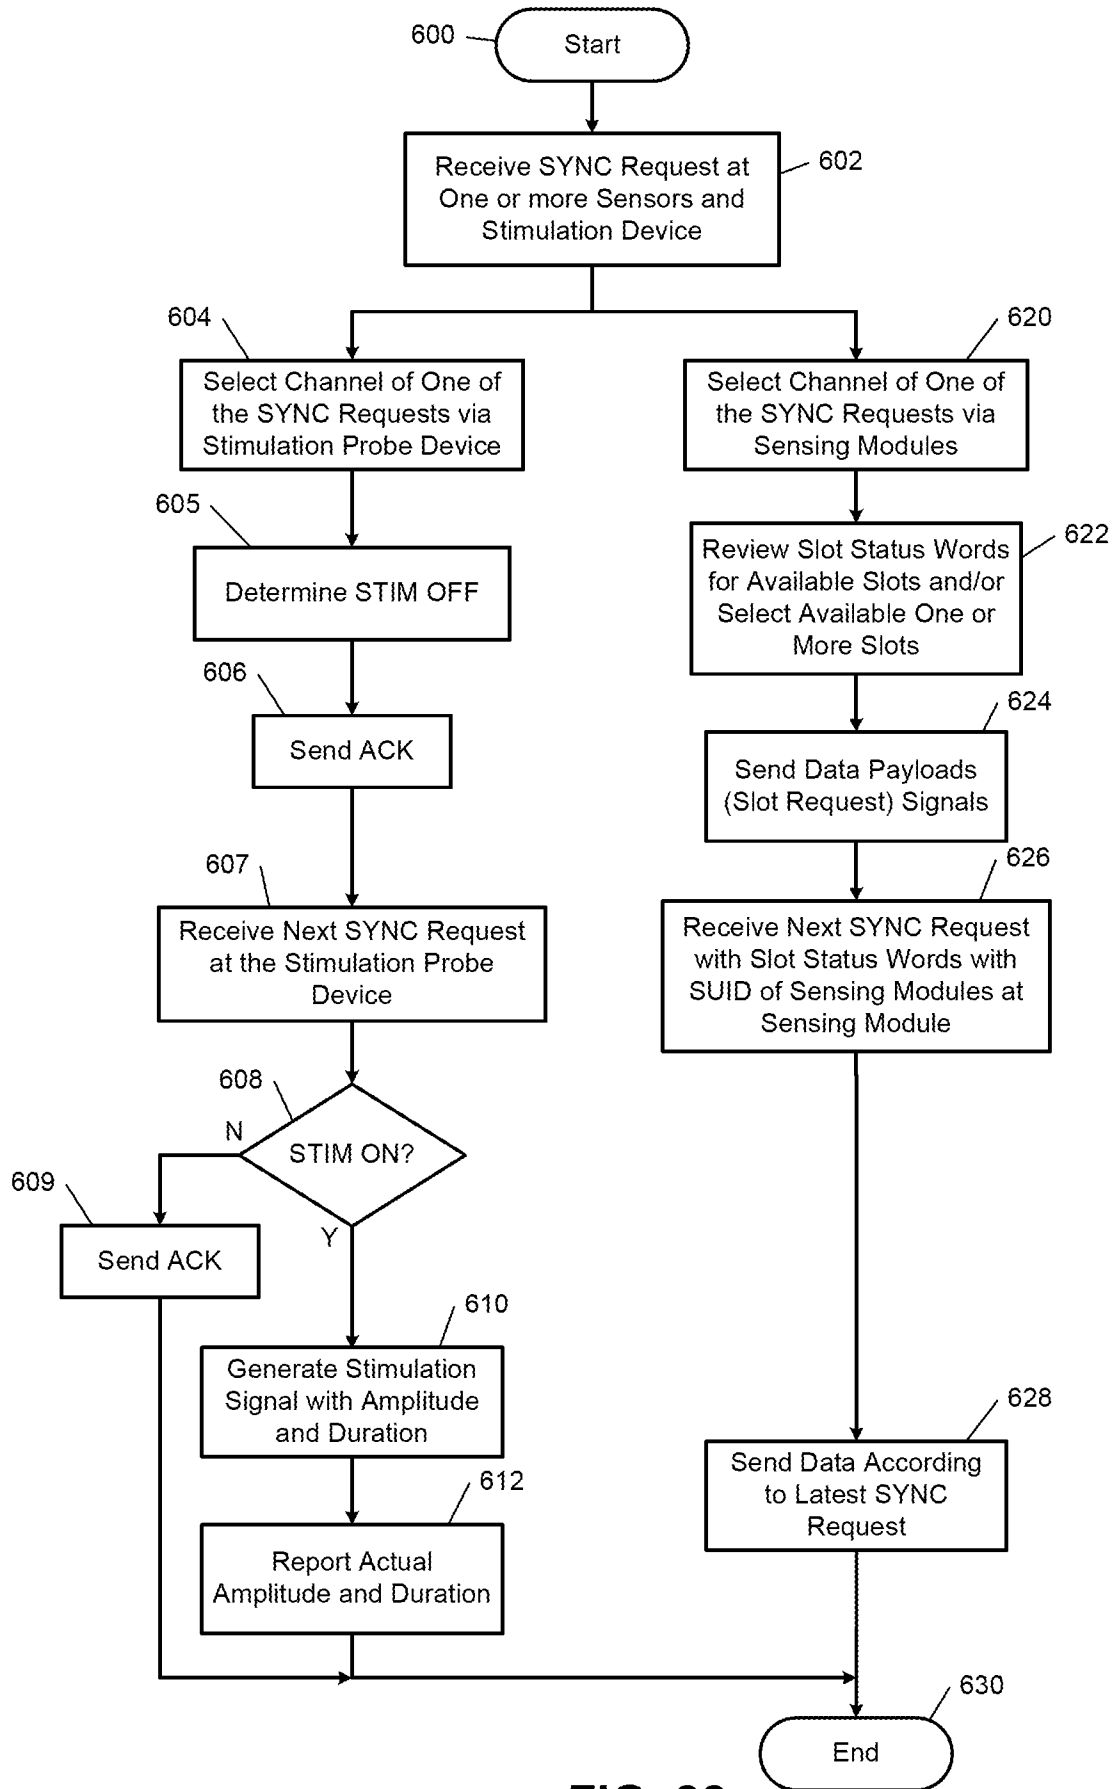 600
Start
Receive SYNC Request at
One or more Sensors and
Stimulation Device
602
604
Select Channel of One of
the SYNC Requests via
Stimulation Probe Device
605
Determine STIM OFF
606
Send ACK
607
Receive Next SYNC Request
at the Stimulation Probe
Device
608
STIM ON?
N
Y
609
Send ACK
610
Generate Stimulation
Signal with Amplitude
and Duration
612
Report Actual
Amplitude and Duration
620
Select Channel of One of
the SYNC Requests via
Sensing Modules
622
Review Slot Status Words
for Available Slots and/or
Select Available One or
More Slots
624
Send Data Payloads
(Slot Request) Signals
626
Receive Next SYNC Request
with Slot Status Words with
SUID of Sensing Modules at
Sensing Module
628
Send Data According
to Latest SYNC
Request
630
End